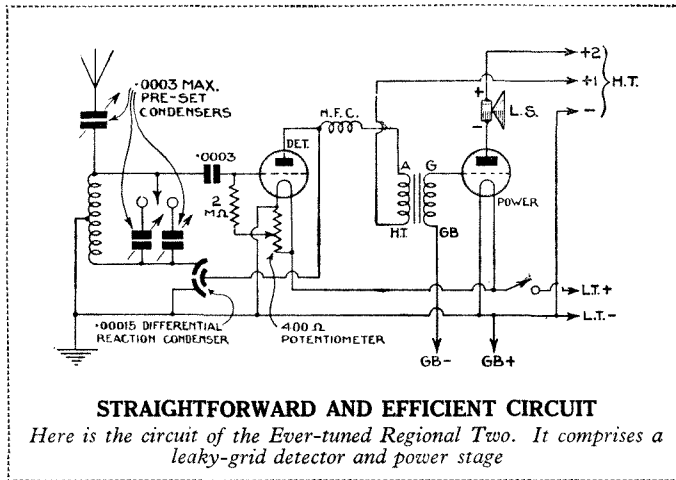 .0003 MAX.
PRE-SET
CONDENSERS
.0003
DET.
H.F.C.
+2
+1
H.T.
-
+
L.S.
-
A
G
POWER
2
MΩ
H.T.
GB
L.T.+
L.T.-
.00015 DIFFERENTIAL
REACTION CONDENSER
400 Ω
POTENTIOMETER
GB-
GB+
STRAIGHTFORWARD AND EFFICIENT CIRCUIT
Here is the circuit of the Ever-tuned Regional Two. It comprises a
leaky-grid detector and power stage